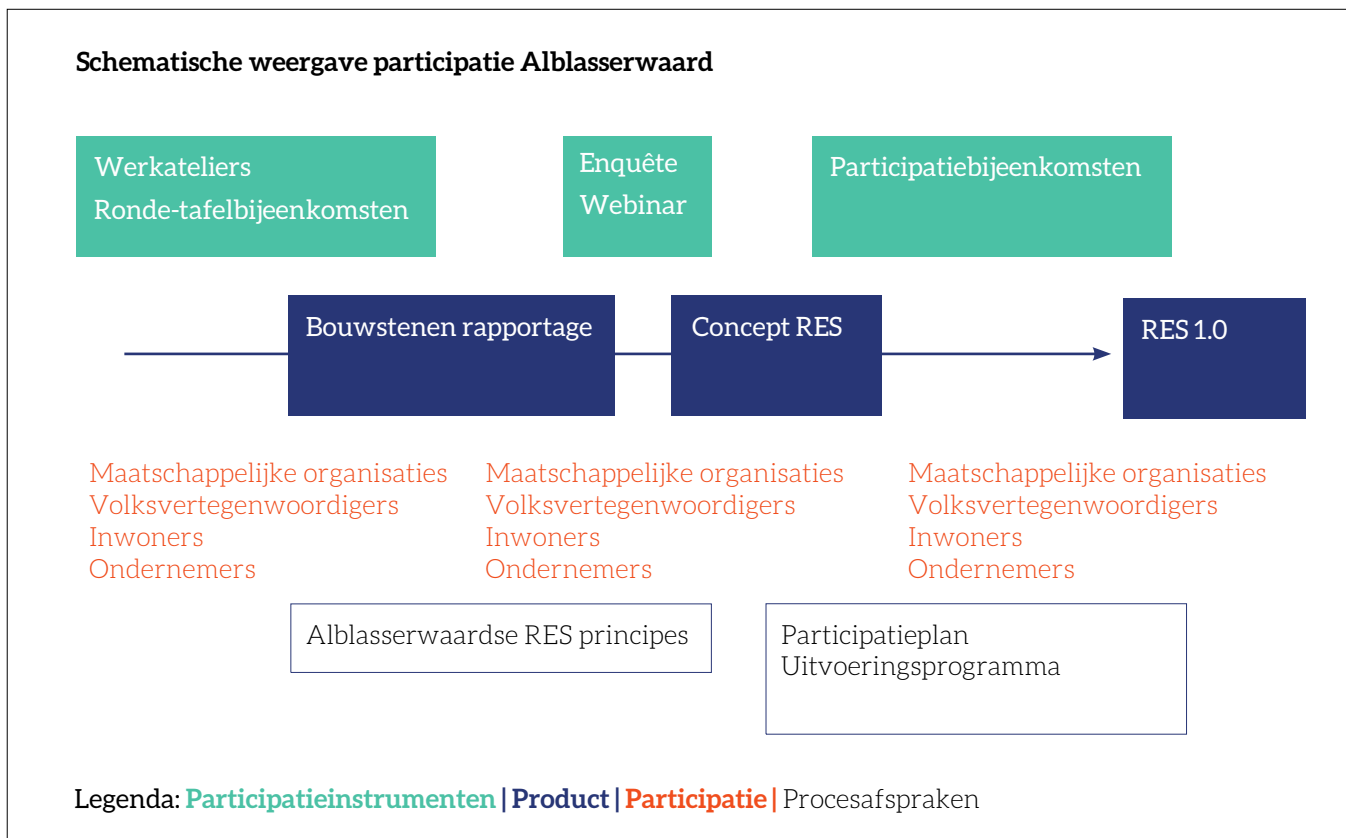 Schematische weergave participatie Alblasserwaard
Werkateliers
Ronde-tafelbijeenkomsten
Enquête
Webinar
Participatiebijeenkomsten
Bouwstenen rapportage
Concept RES
RES 1.0
Maatschappelijke organisaties
Volksvertegenwoordigers
Inwoners
Ondernemers
Maatschappelijke organisaties
Volksvertegenwoordigers
Inwoners
Ondernemers
Maatschappelijke organisaties
Volksvertegenwoordigers
Inwoners
Ondernemers
Alblasserwaardse RES principes
Participatieplan
Uitvoeringsprogramma
Legenda: Participatieinstrumenten | Product | Participatie | Procesafspraken